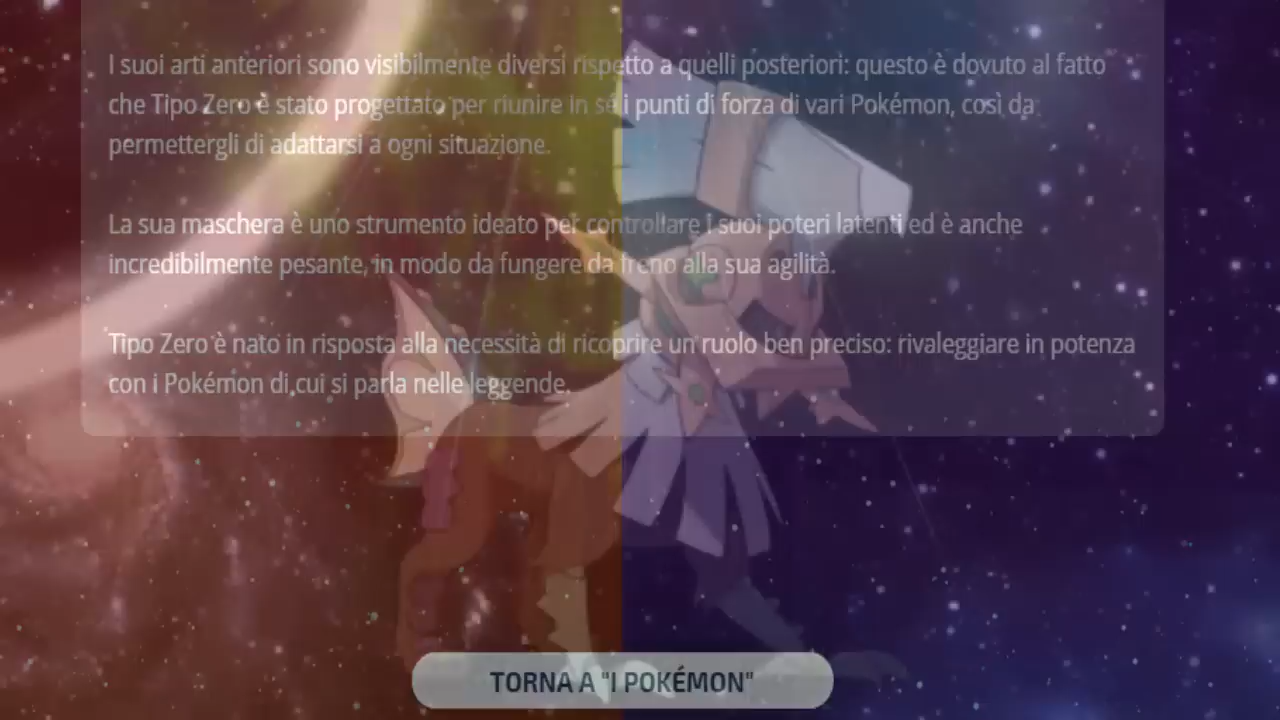 I suoi arti anteriori sono visibilmente diversi rispetto a quelli posteriori: questo è dovuto al fatto
che Tipo Zero è stato progettato per riunire in sé i punti di forza di vari Pokémon, così da
permettergli di adattarsi a ogni situazione.
La sua maschera è uno strumento ideato per controllare i suoi poteri latenti ed è anche
incredibilmente pesante, in modo da fungere da freno alla sua agilità.
Tipo Zero è nato in risposta alla necessità di ricoprire un ruolo ben preciso: rivaleggiare in potenza
con i Pokémon di cui si parla nelle leggende.
TORNA A "I POKÉMON"